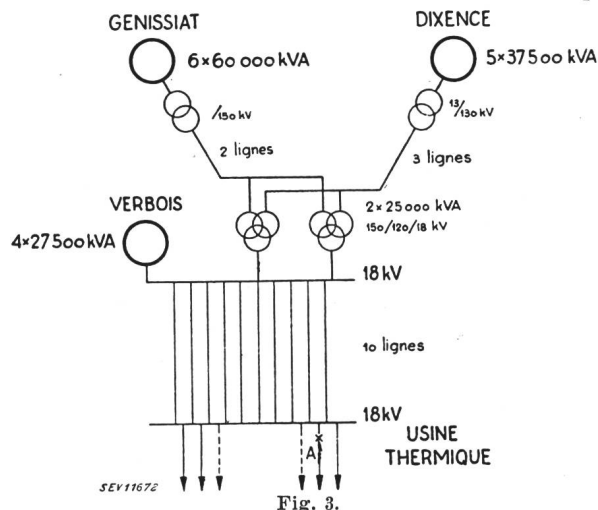 GENISSIAT
DIXENCE
6×60 000 kVA
5×37500 kVA
/150 kV
13/130 kV
2 lignes
3 lignes
VERBOIS
2×25000 kVA
150/120/18 kV
4×27500 kVA
18 kV
10 lignes
18 kV
A
USINE
THERMIQUE
SEV11672
Fig. 3.